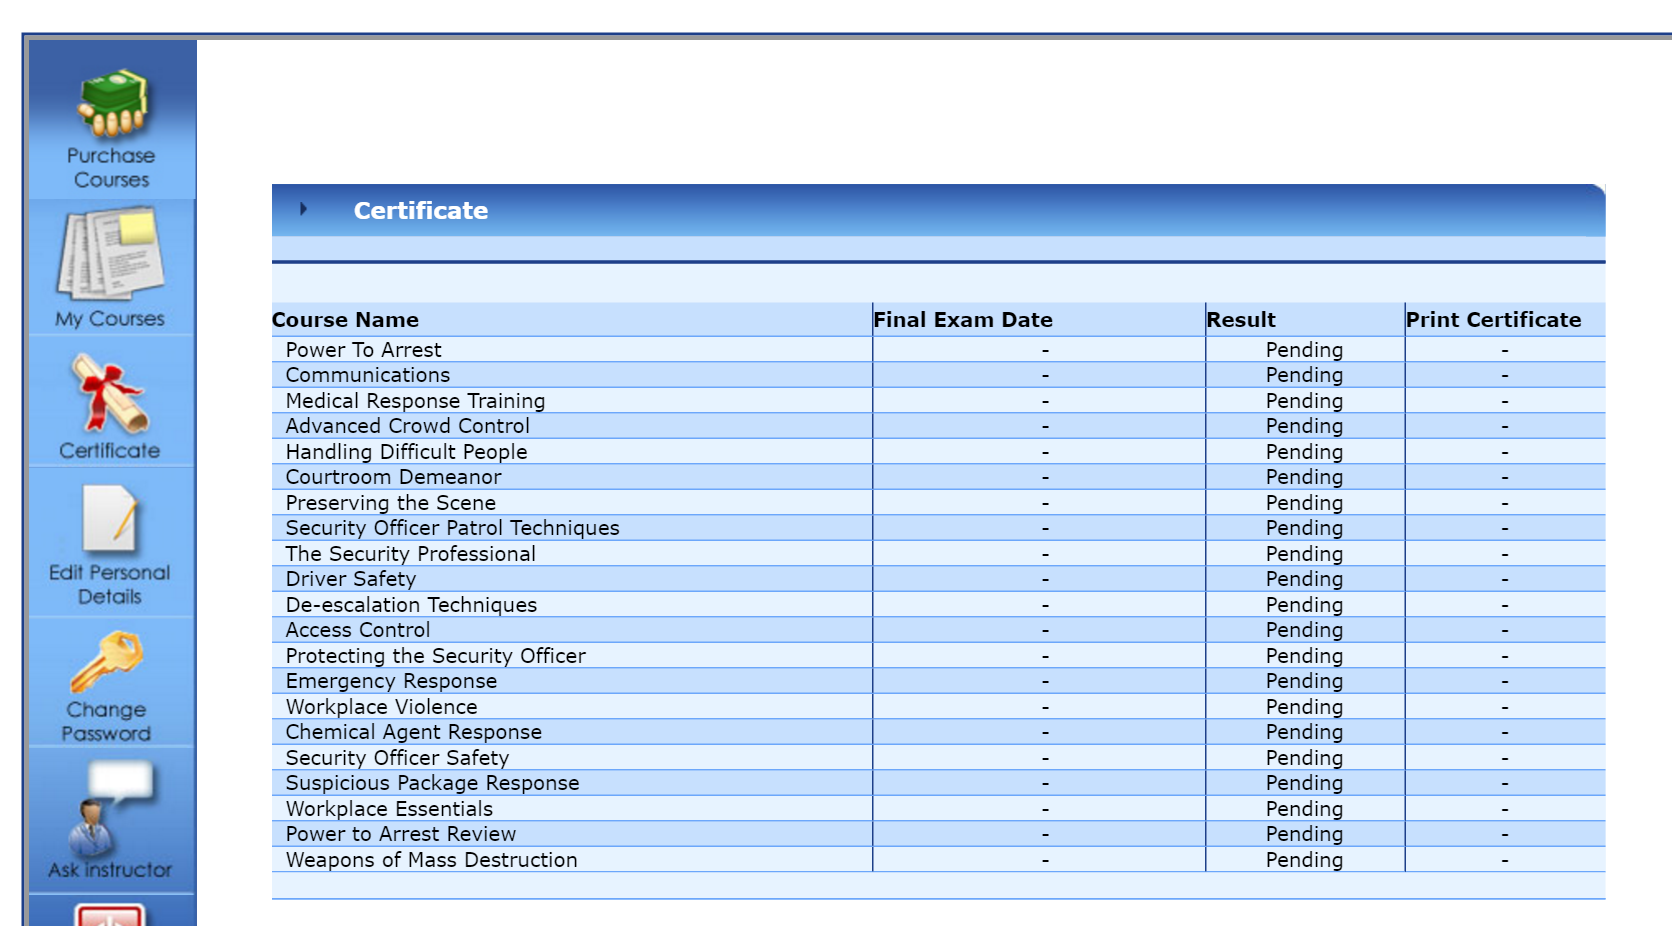 Purchase
Courses
My Courses
Certificate
Edit Personal
Details
Change
Password
Ask instructor
Certificate
Course Name Final Exam Date Result Print Certificate
Power To Arrest - Pending -
Communications - Pending -
Medical Response Training - Pending -
Advanced Crowd Control - Pending -
Handling Difficult People - Pending -
Courtroom Demeanor - Pending -
Preserving the Scene - Pending -
Security Officer Patrol Techniques - Pending -
The Security Professional - Pending -
Driver Safety - Pending -
De-escalation Techniques - Pending -
Access Control - Pending -
Protecting the Security Officer - Pending -
Emergency Response - Pending -
Workplace Violence - Pending -
Chemical Agent Response - Pending -
Security Officer Safety - Pending -
Suspicious Package Response - Pending -
Workplace Essentials - Pending -
Power to Arrest Review - Pending -
Weapons of Mass Destruction - Pending -